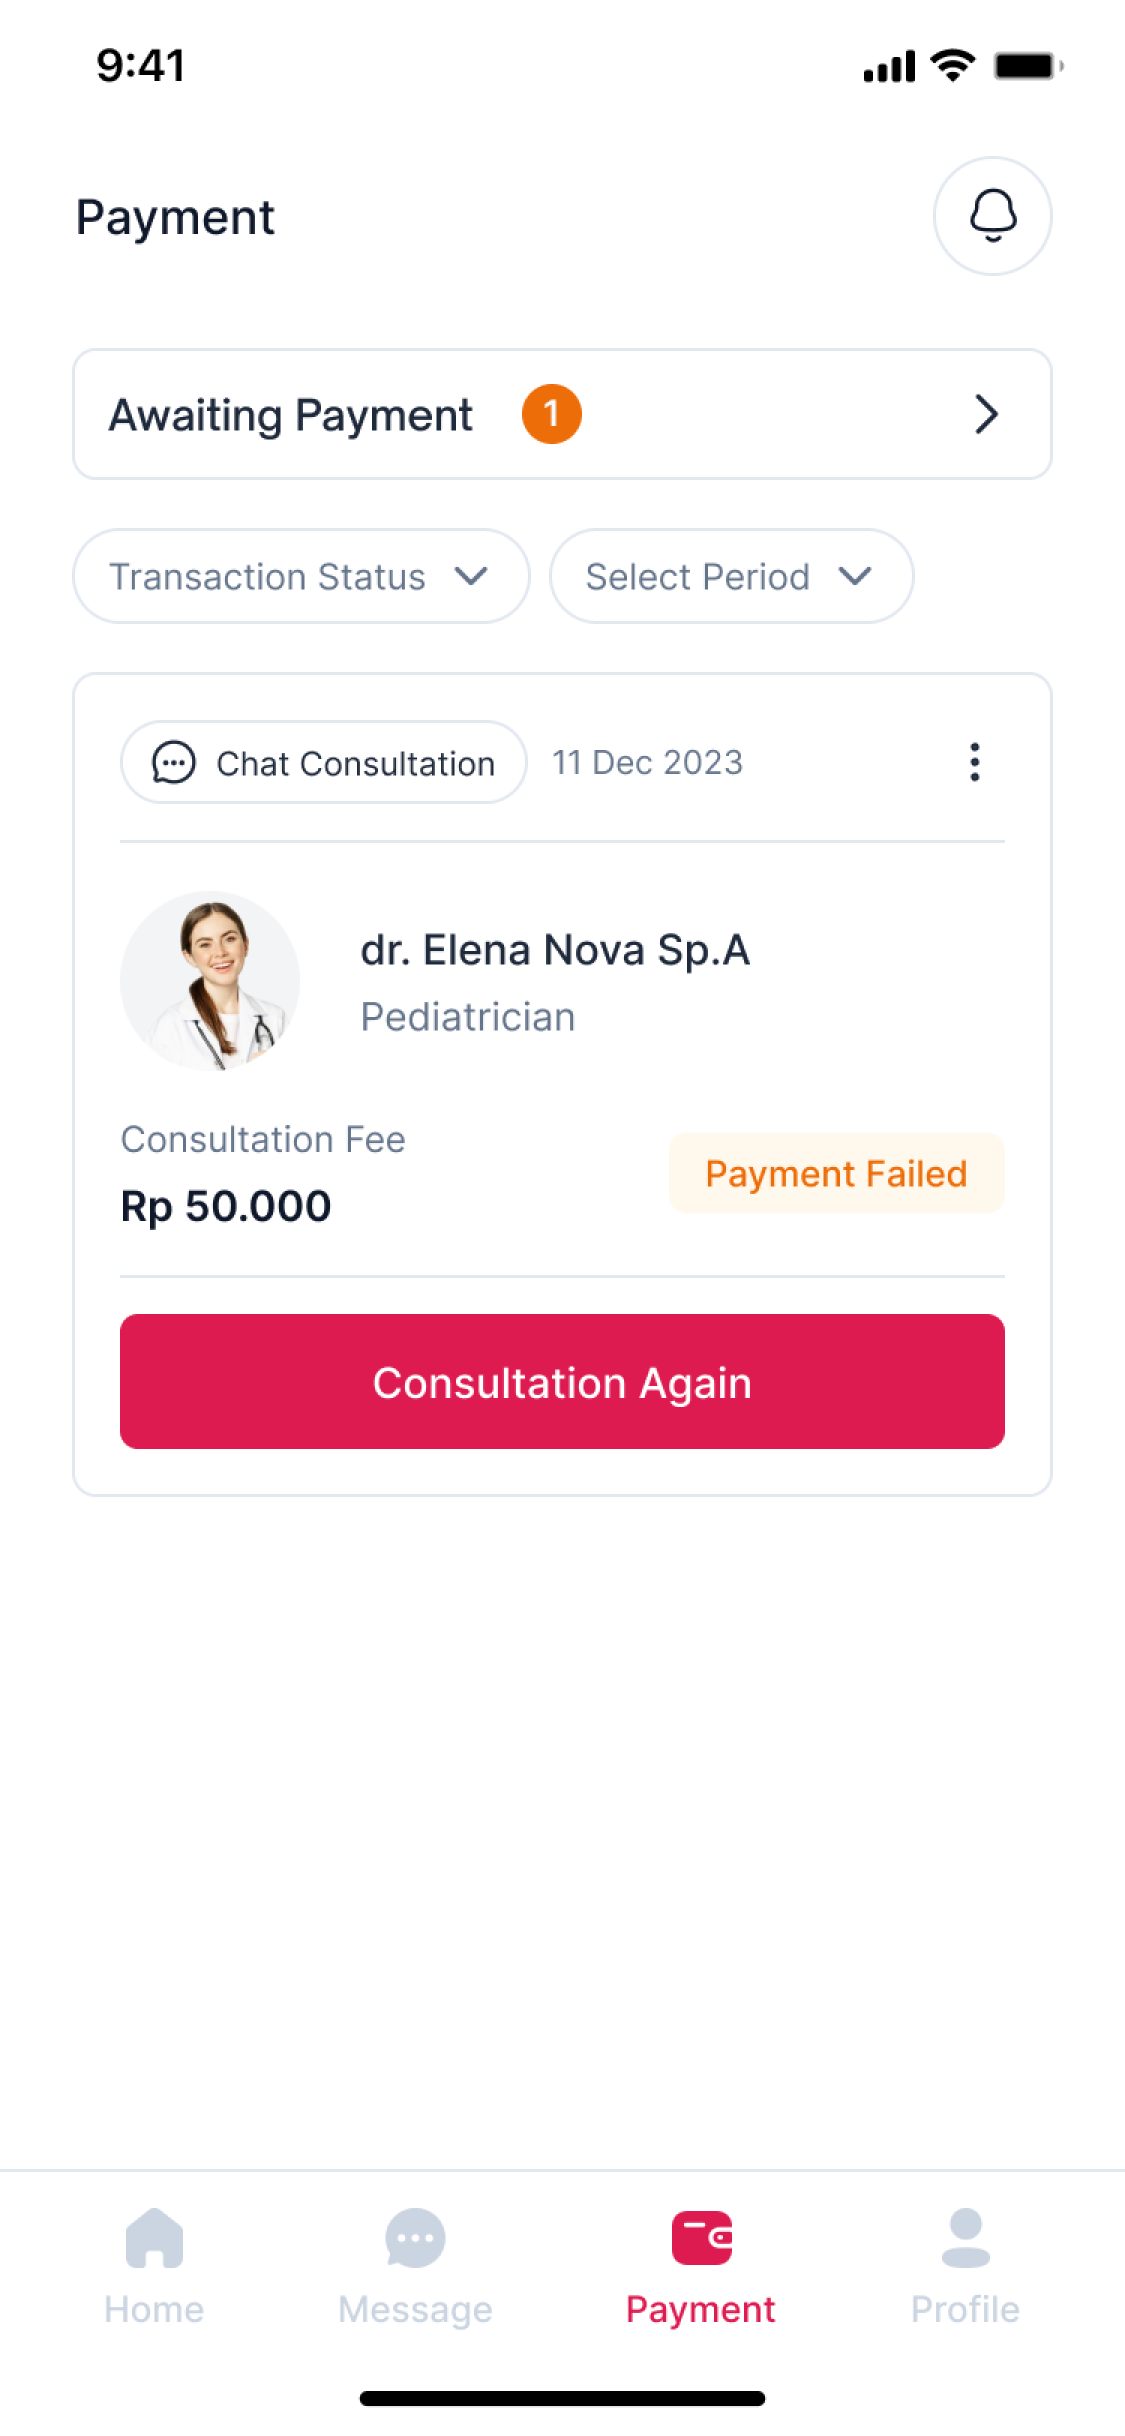 9:41
Payment
Awaiting Payment 1
Transaction Status Select Period
Chat Consultation 11 Dec 2023
dr. Elena Nova Sp.A
Pediatrician
Consultation Fee
Rp 50.000
Payment Failed
Consultation Again
Home Message Payment Profile